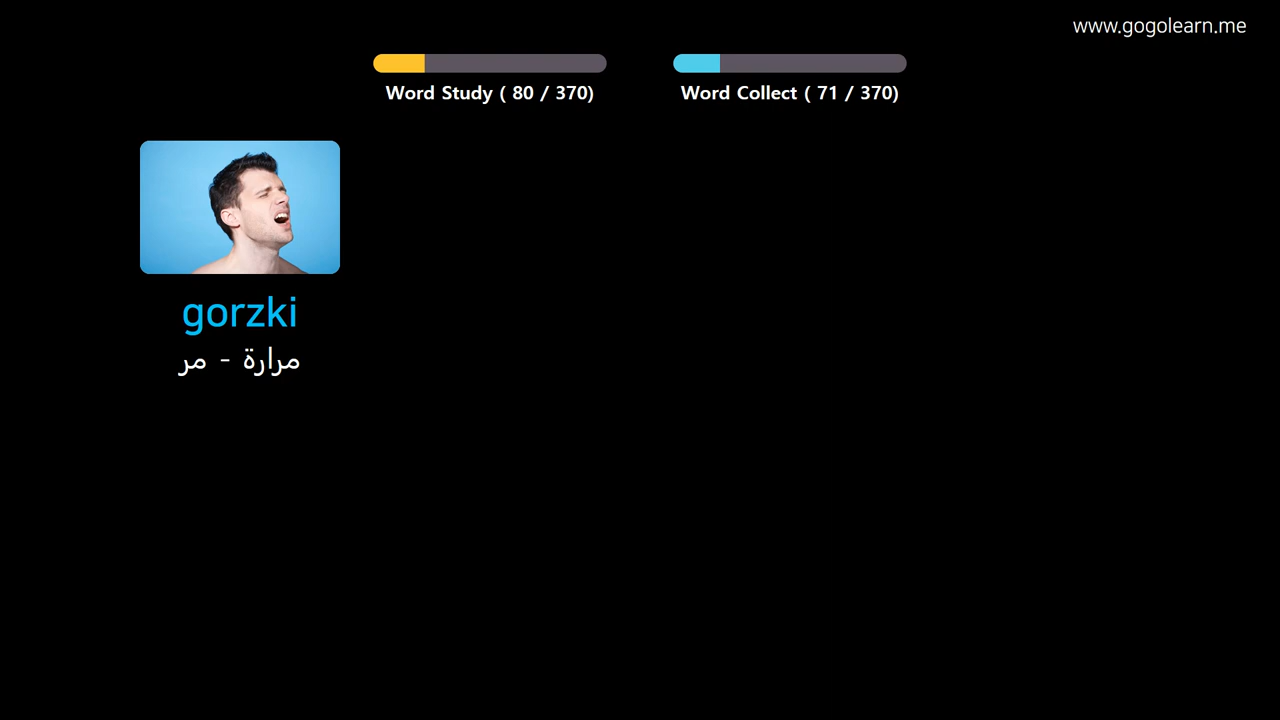 www.gogolearn.me
Word Study ( 80 / 370)
Word Collect ( 71 / 370)
gorzki
مرارة - مر